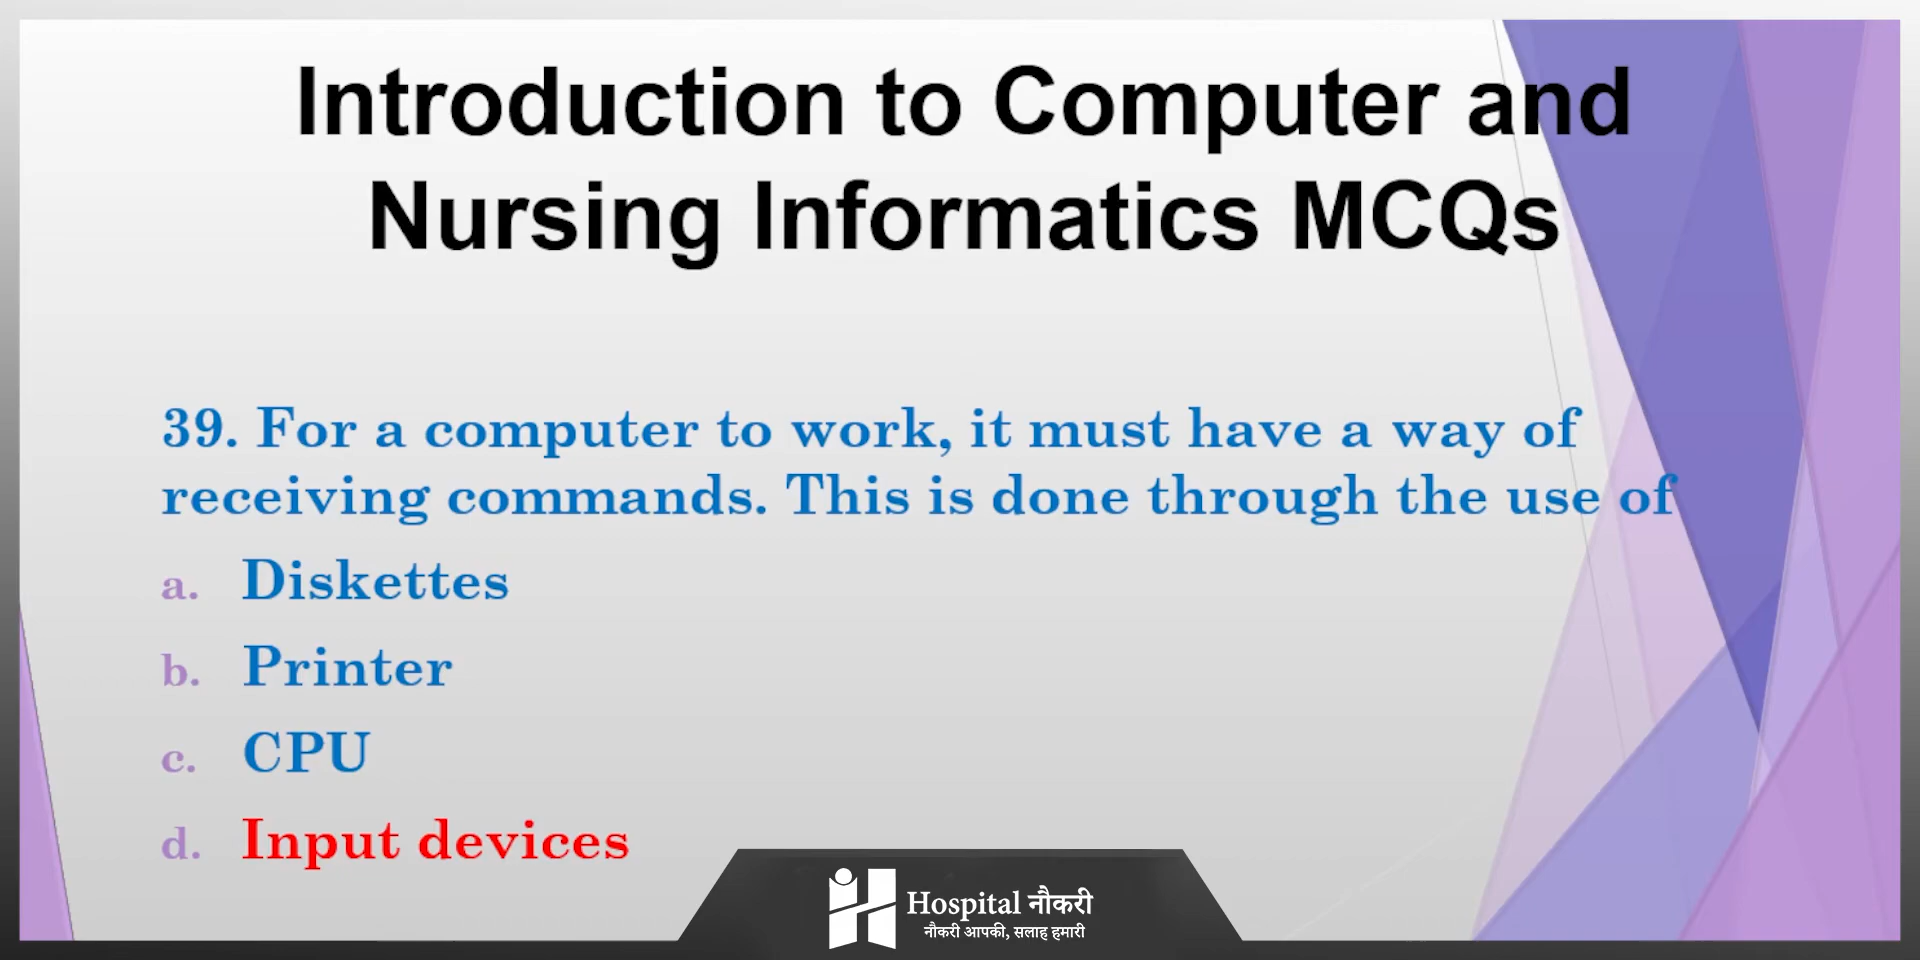 Introduction to Computer and
Nursing Informatics MCQs
39. For a computer to work, it must have a way of
receiving commands. This is done through the use of
a. Diskettes
b. Printer
c. CPU
d. Input devices
Hospital नौकरी
नौकरी आपकी, सलाह हमारी